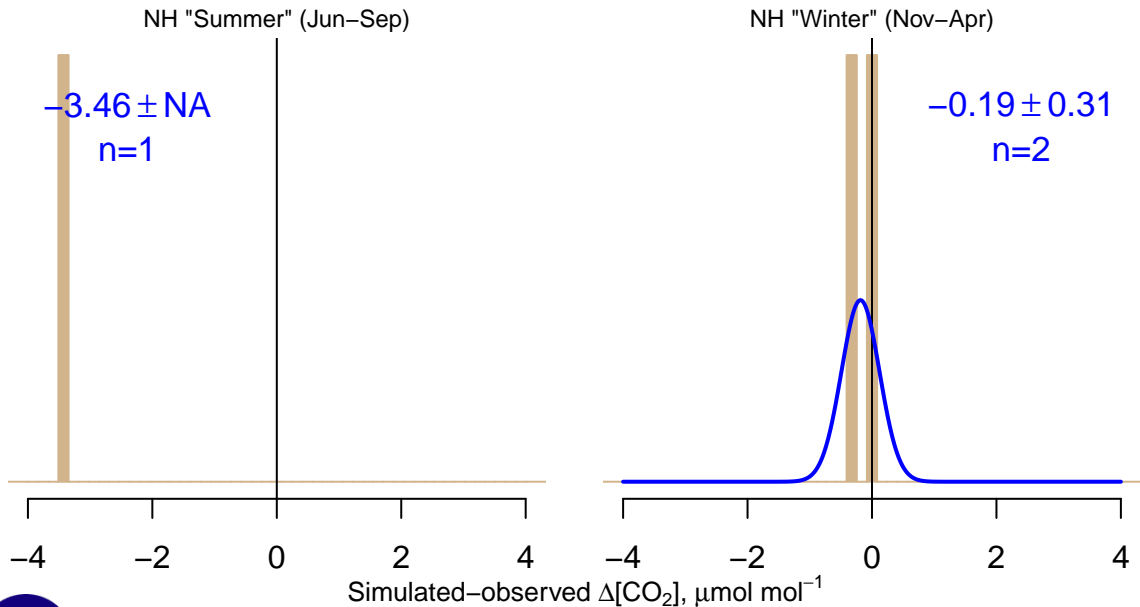 NH "Summer" (Jun−Sep)
NH "Winter" (Nov−Apr)
−3.46 ± NA
n=1
−0.19 ± 0.31
n=2
−4 −2 0 2 4
−4 −2 0 2 4
Simulated−observed Δ[CO₂], μmol mol⁻¹